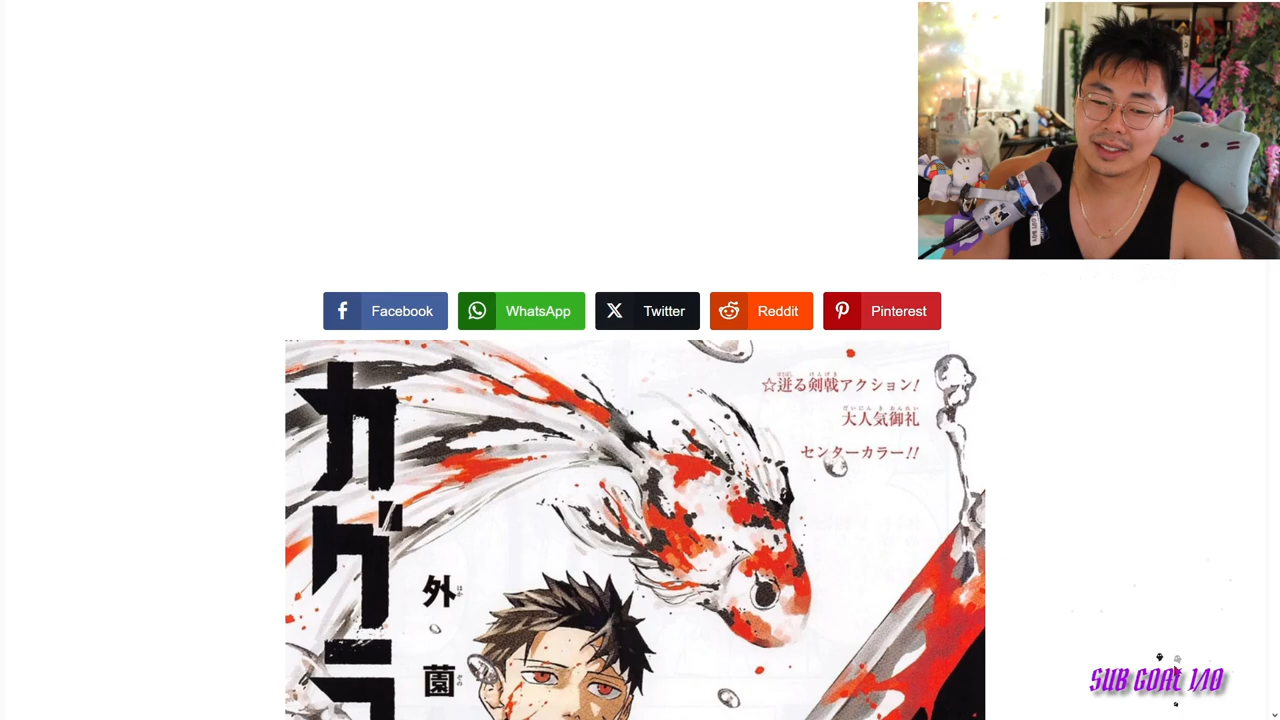 Facebook
WhatsApp
Twitter
Reddit
Pinterest
☆迸る剣戟アクション!
大人気御礼
センターカラー!!
カグラ
外薗
SUB GOAL 1/10